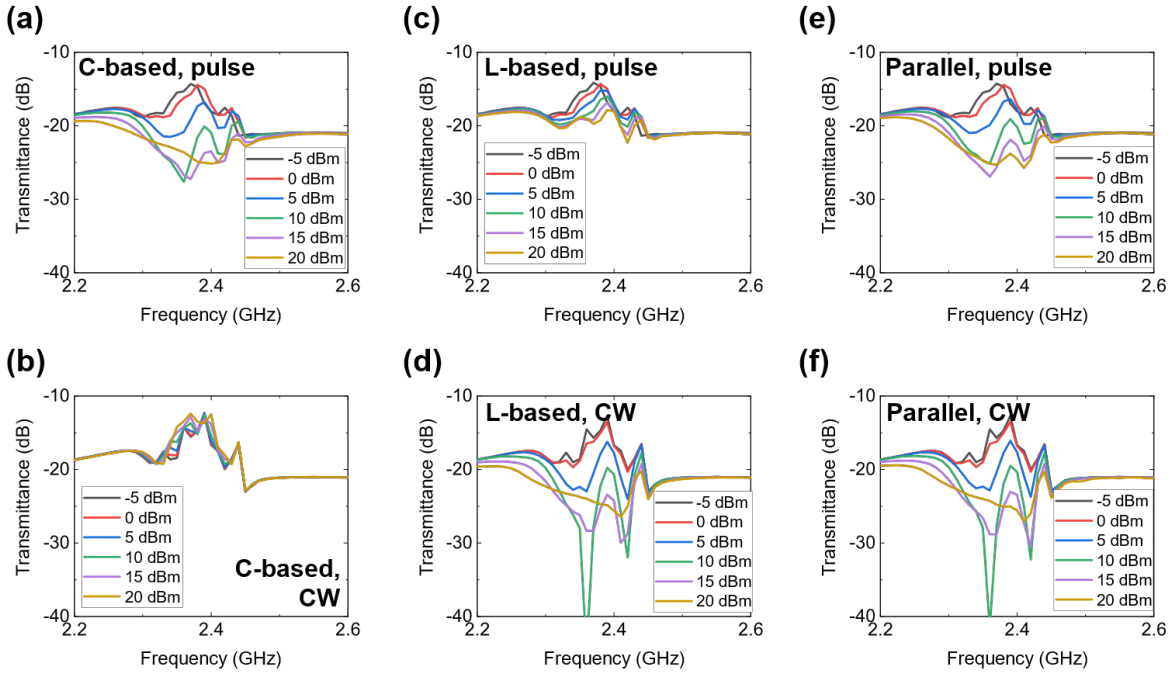 (a)
C-based, pulse
Transmittance (dB)
-10
-20
-30
-40
2.2
2.4
2.6
Frequency (GHz)
-5 dBm
0 dBm
5 dBm
10 dBm
15 dBm
20 dBm
(c)
L-based, pulse
Transmittance (dB)
-10
-20
-30
-40
2.2
2.4
2.6
Frequency (GHz)
-5 dBm
0 dBm
5 dBm
10 dBm
15 dBm
20 dBm
(e)
Parallel, pulse
Transmittance (dB)
-10
-20
-30
-40
2.2
2.4
2.6
Frequency (GHz)
-5 dBm
0 dBm
5 dBm
10 dBm
15 dBm
20 dBm
(b)
C-based,
CW
Transmittance (dB)
-10
-20
-30
-40
2.2
2.4
2.6
Frequency (GHz)
-5 dBm
0 dBm
5 dBm
10 dBm
15 dBm
20 dBm
(d)
L-based, CW
Transmittance (dB)
-10
-20
-30
-40
2.2
2.4
2.6
Frequency (GHz)
-5 dBm
0 dBm
5 dBm
10 dBm
15 dBm
20 dBm
(f)
Parallel, CW
Transmittance (dB)
-10
-20
-30
-40
2.2
2.4
2.6
Frequency (GHz)
-5 dBm
0 dBm
5 dBm
10 dBm
15 dBm
20 dBm